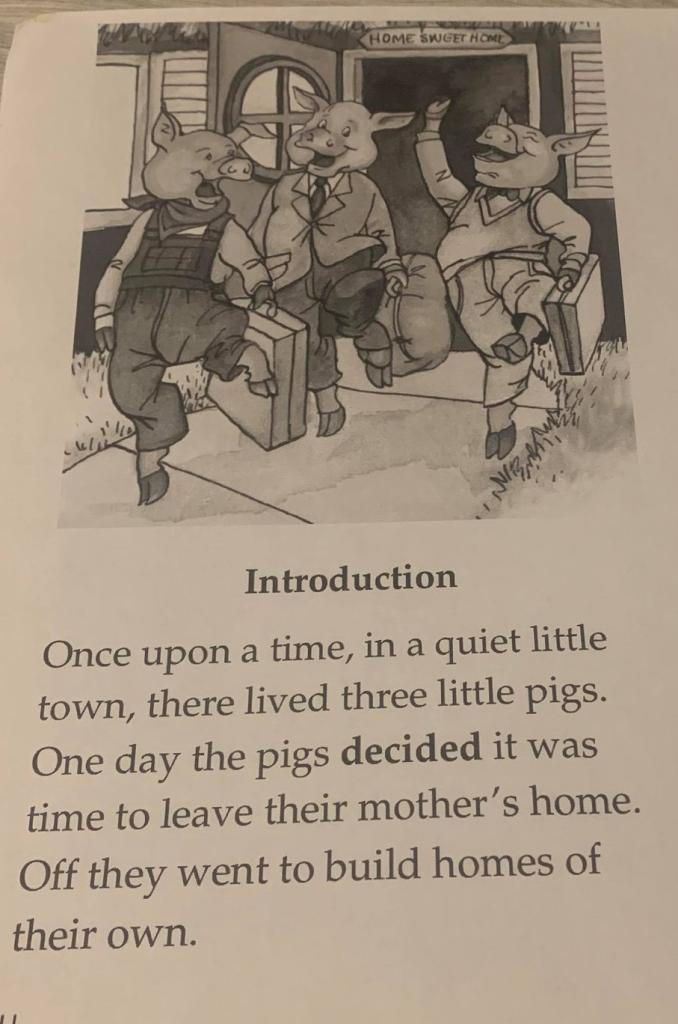 HOME SWEET HOME
Introduction
Once upon a time, in a quiet little
town, there lived three little pigs.
One day the pigs decided it was
time to leave their mother's home.
Off they went to build homes of
their own.